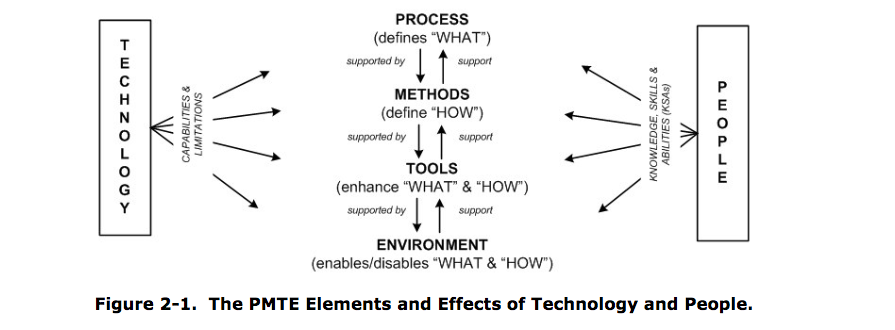 TECHNOLOGY
CAPABILITIES &
LIMITATIONS
PROCESS
(defines “WHAT”)
supported by
support
METHODS
(define “HOW”)
supported by
support
TOOLS
(enhance “WHAT” & “HOW”)
supported by
support
ENVIRONMENT
(enables/disables “WHAT & “HOW”)
KNOWLEDGE, SKILLS &
ABILITIES (KSAs)
PEOPLE
Figure 2-1. The PMTE Elements and Effects of Technology and People.